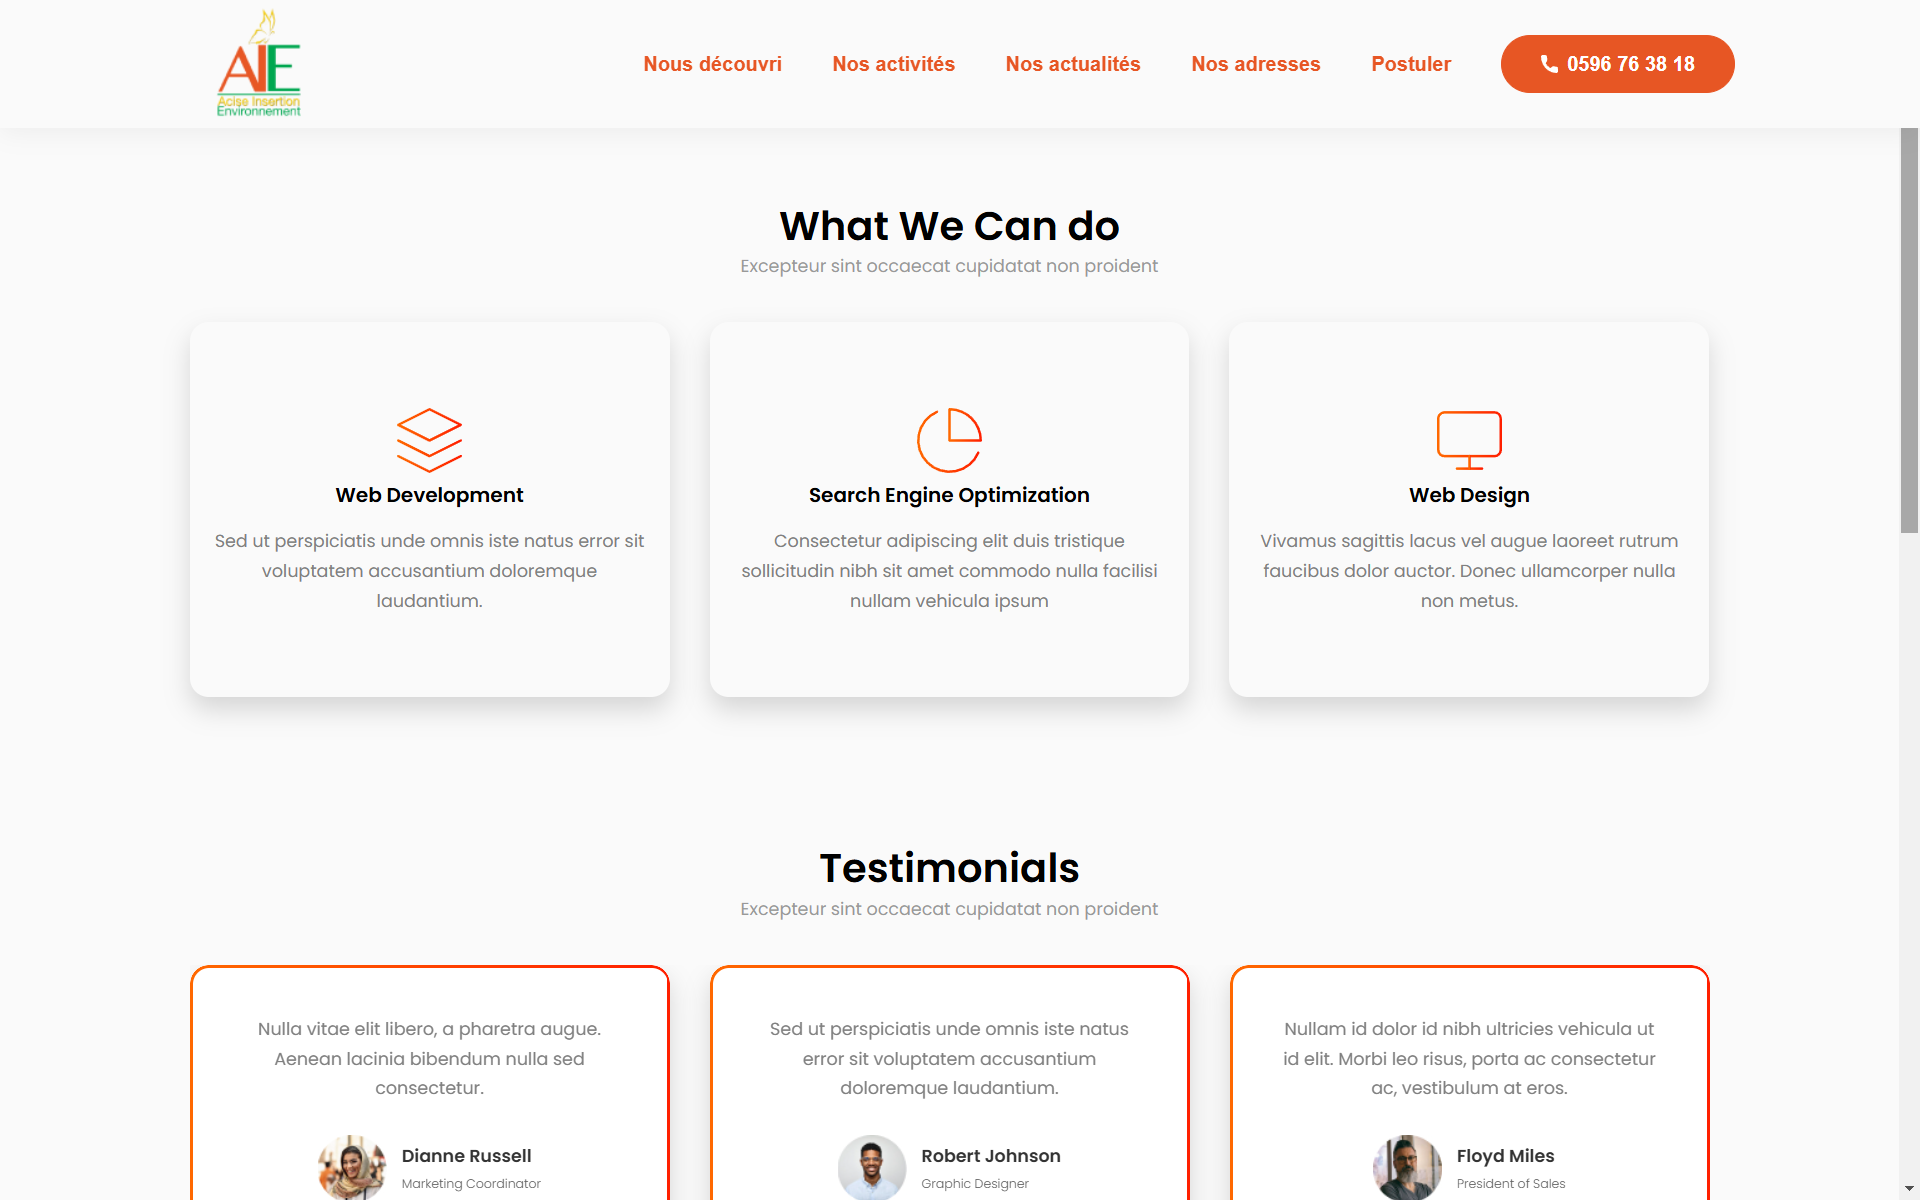 AIE
Acise Insertion
Environnement
Nous découvri
Nos activités
Nos actualités
Nos adresses
Postuler
0596 76 38 18
What We Can do
Excepteur sint occaecat cupidatat non proident
Web Development
Sed ut perspiciatis unde omnis iste natus error sit
voluptatem accusantium doloremque
laudantium.
Search Engine Optimization
Consectetur adipiscing elit duis tristique
sollicitudin nibh sit amet commodo nulla facilisi
nullam vehicula ipsum
Web Design
Vivamus sagittis lacus vel augue laoreet rutrum
faucibus dolor auctor. Donec ullamcorper nulla
non metus.
Testimonials
Excepteur sint occaecat cupidatat non proident
Nulla vitae elit libero, a pharetra augue.
Aenean lacinia bibendum nulla sed
consectetur.
Dianne Russell
Marketing Coordinator
Sed ut perspiciatis unde omnis iste natus
error sit voluptatem accusantium
doloremque laudantium.
Robert Johnson
Graphic Designer
Nullam id dolor id nibh ultricies vehicula ut
id elit. Morbi leo risus, porta ac consectetur
ac, vestibulum at eros.
Floyd Miles
President of Sales